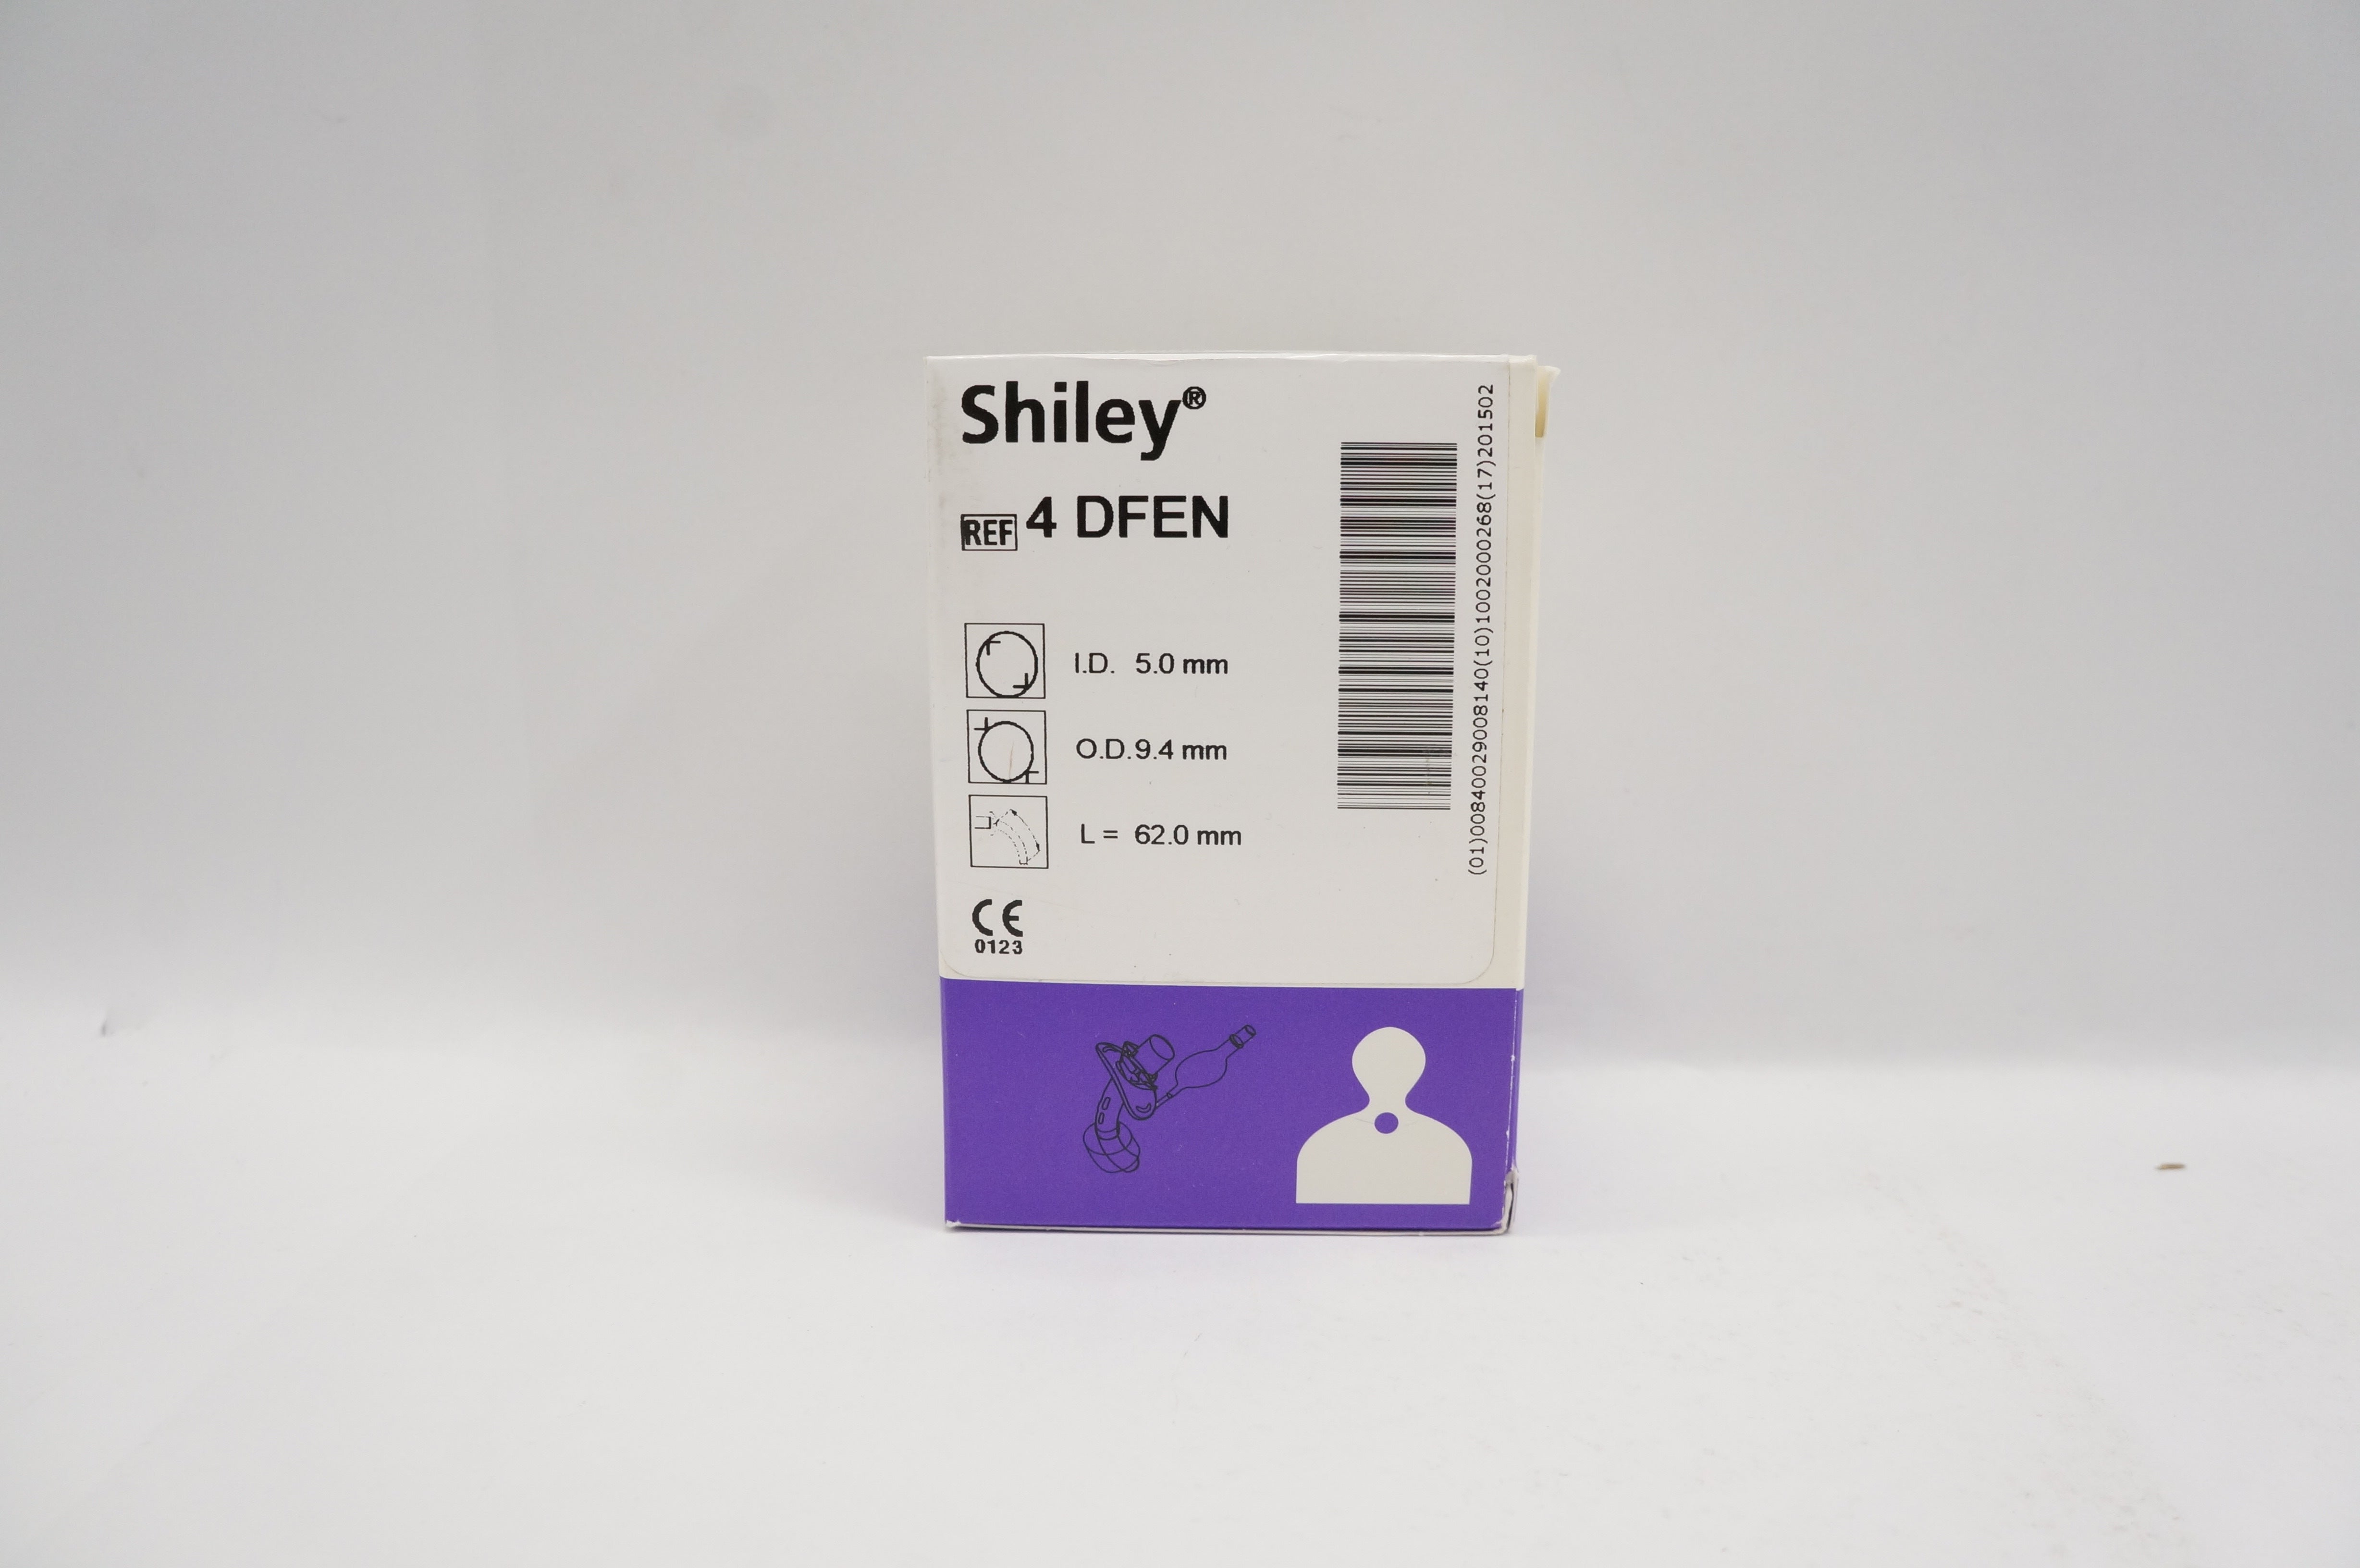 Shiley®
REF 4 DFEN
I.D. 5.0 mm
O.D. 9.4 mm
L = 62.0 mm
CE
0123
(01)00840029008140(10)1002000268(17)201502